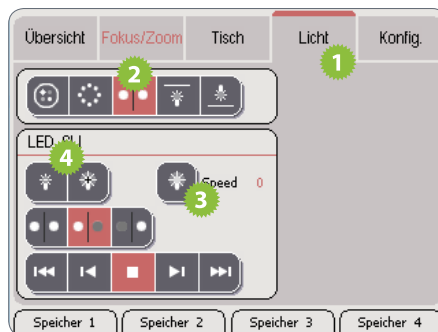 Übersicht Fokus/Zoom Tisch Licht Konfig.
1
2
LED
4
3
Speed 0
Speicher 1 Speicher 2 Speicher 3 Speicher 4